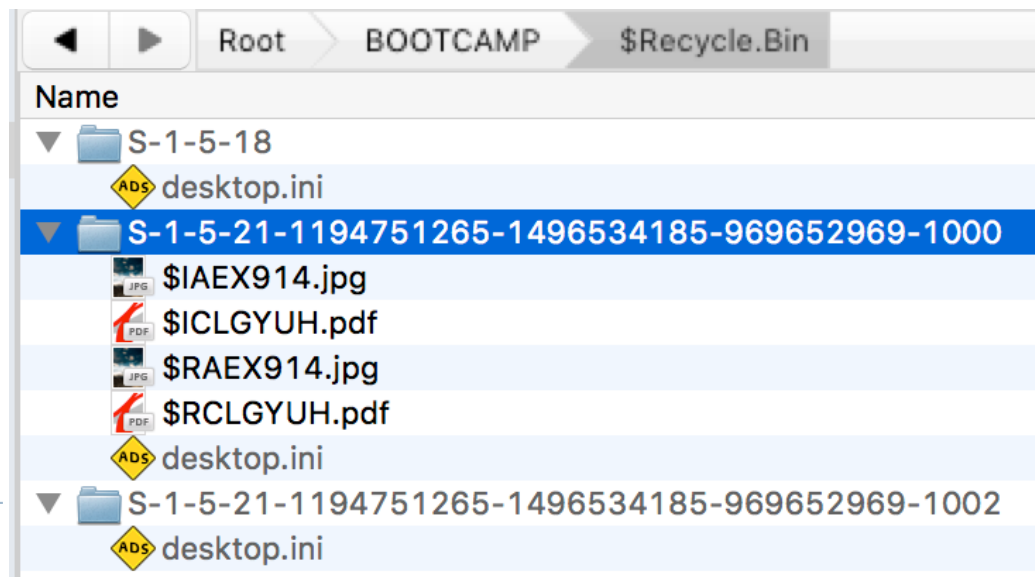 Root BOOTCAMP $Recycle.Bin
Name
S-1-5-18
ADS desktop.ini
S-1-5-21-1194751265-1496534185-969652969-1000
JPG $IAEX914.jpg
PDF $ICLGYUH.pdf
JPG $RAEX914.jpg
PDF $RCLGYUH.pdf
ADS desktop.ini
S-1-5-21-1194751265-1496534185-969652969-1002
ADS desktop.ini